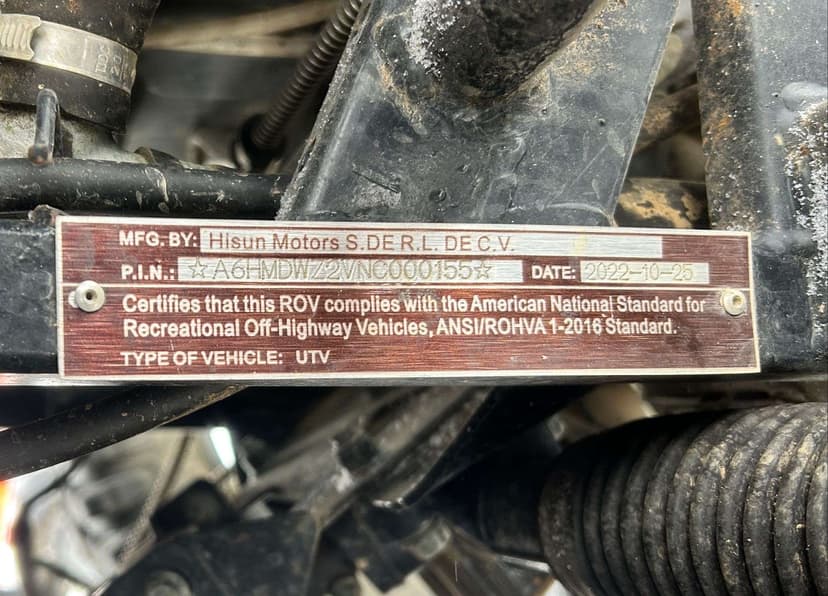 MFG. BY: Hisun Motors S.DE R.L. DE C.V.
P.I.N.: ☆A6HMDWZ2VNC000155☆ DATE: 2022-10-25
Certifies that this ROV complies with the American National Standard for
Recreational Off-Highway Vehicles, ANSI/ROHVA 1-2016 Standard.
TYPE OF VEHICLE: UTV